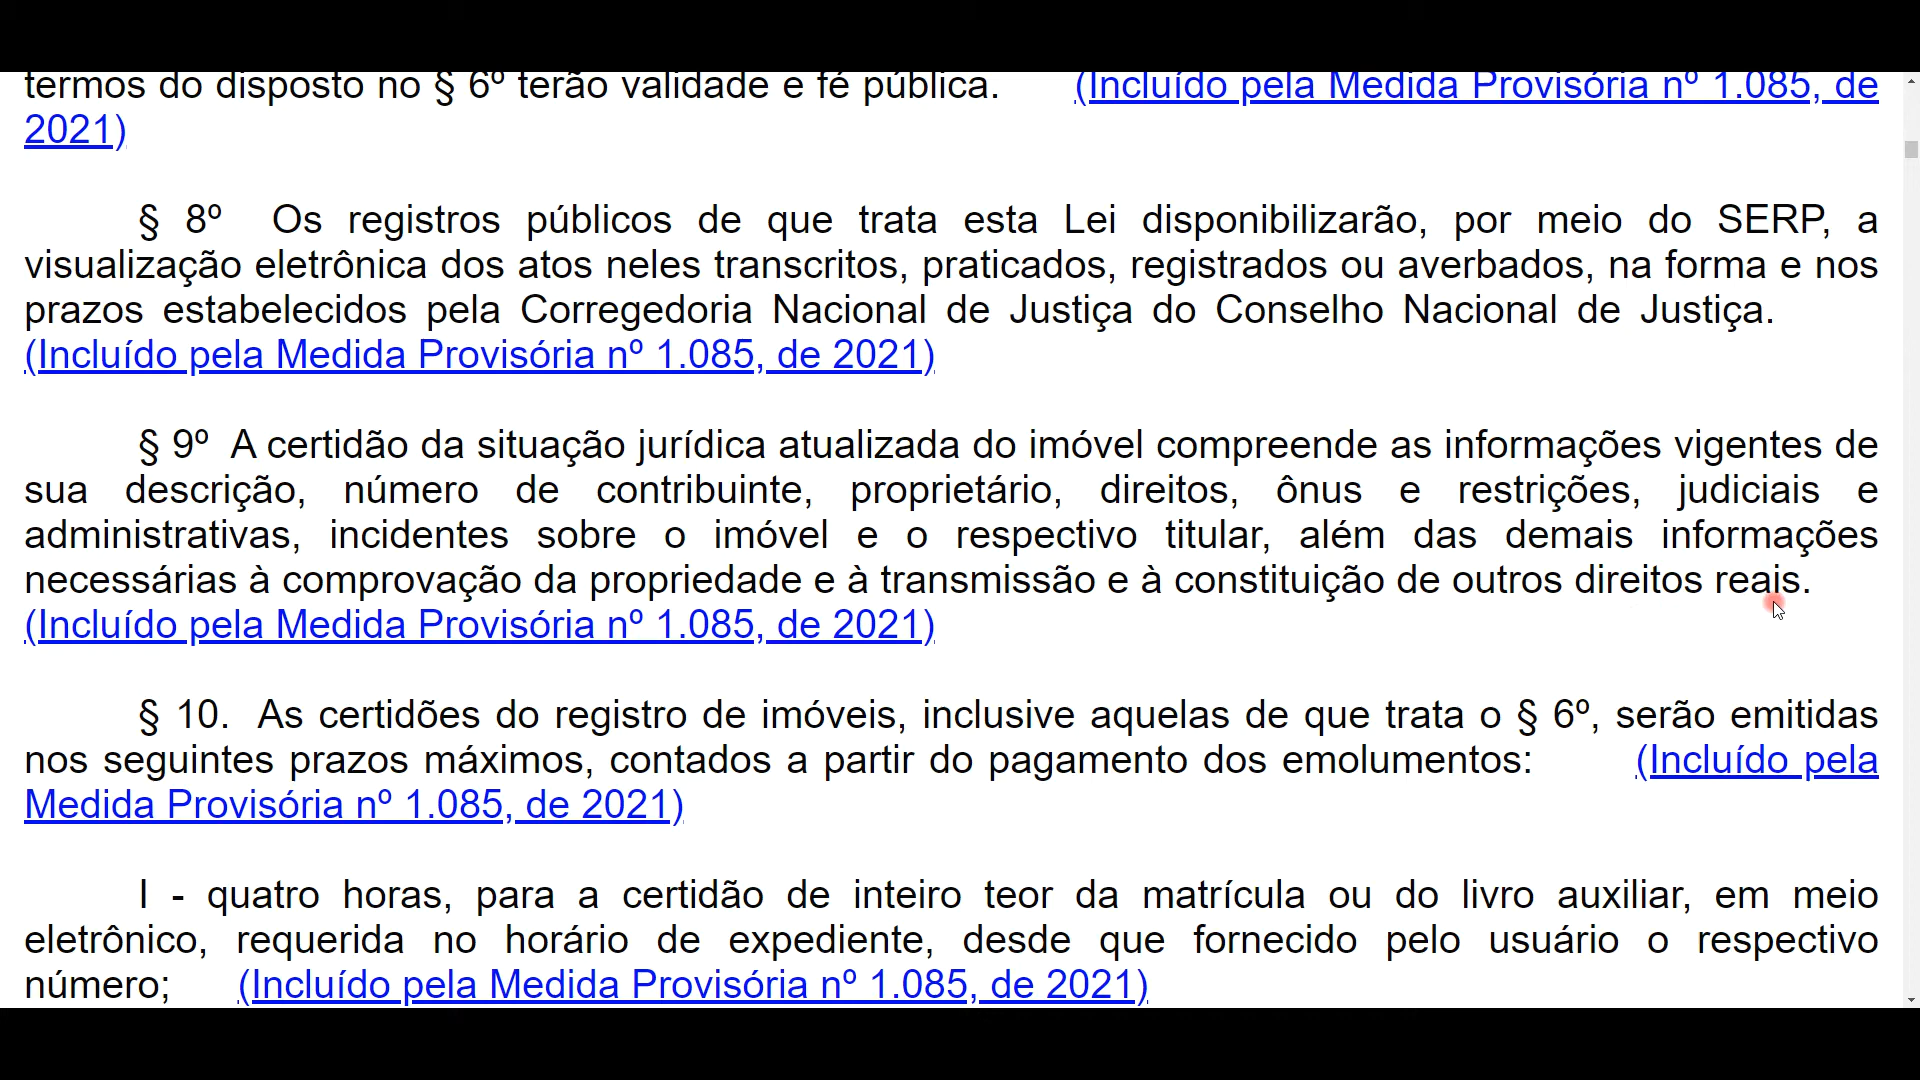 termos do disposto no § 6º terão validade e fé pública. (Incluído pela Medida Provisória nº 1.085, de
2021)
§ 8º Os registros públicos de que trata esta Lei disponibilizarão, por meio do SERP, a
visualização eletrônica dos atos neles transcritos, praticados, registrados ou averbados, na forma e nos
prazos estabelecidos pela Corregedoria Nacional de Justiça do Conselho Nacional de Justiça.
(Incluído pela Medida Provisória nº 1.085, de 2021)
§ 9º A certidão da situação jurídica atualizada do imóvel compreende as informações vigentes de
sua descrição, número de contribuinte, proprietário, direitos, ônus e restrições, judiciais e
administrativas, incidentes sobre o imóvel e o respectivo titular, além das demais informações
necessárias à comprovação da propriedade e à transmissão e à constituição de outros direitos reais.
(Incluído pela Medida Provisória nº 1.085, de 2021)
§ 10. As certidões do registro de imóveis, inclusive aquelas de que trata o § 6º, serão emitidas
nos seguintes prazos máximos, contados a partir do pagamento dos emolumentos: (Incluído pela
Medida Provisória nº 1.085, de 2021)
I - quatro horas, para a certidão de inteiro teor da matrícula ou do livro auxiliar, em meio
eletrônico, requerida no horário de expediente, desde que fornecido pelo usuário o respectivo
número; (Incluído pela Medida Provisória nº 1.085, de 2021)